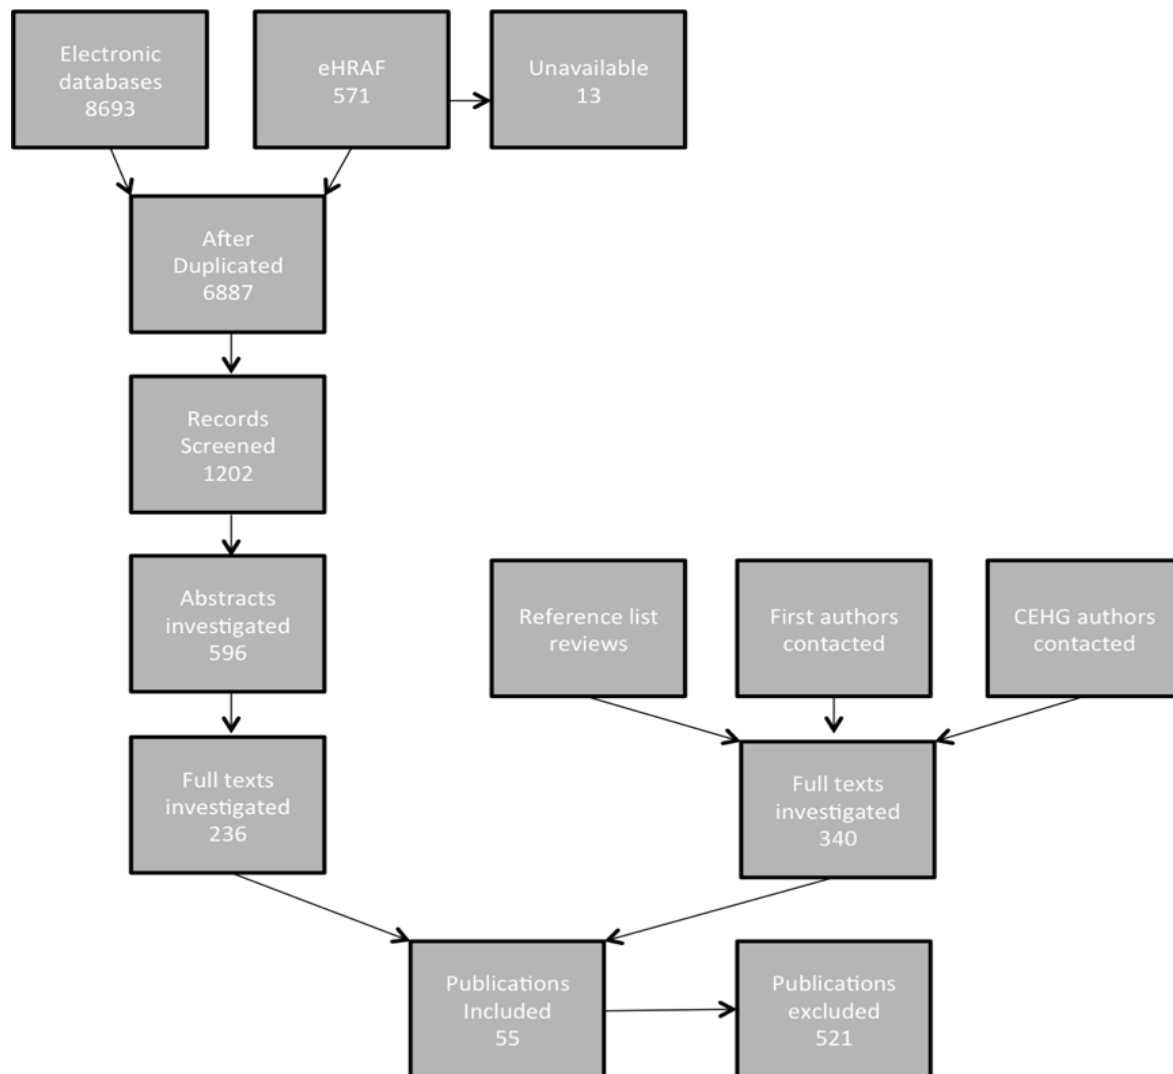 Electronic
databases
8693
eHRAF
571
Unavailable
13
After
Duplicated
6887
Records
Screened
1202
Abstracts
investigated
596
Reference list
reviews
First authors
contacted
CEHG authors
contacted
Full texts
investigated
236
Full texts
investigated
340
Publications
Included
55
Publications
excluded
521